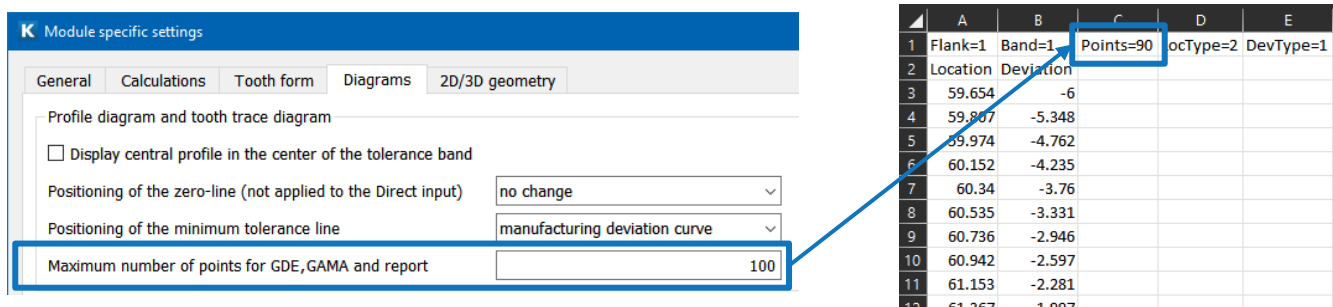 K Module specific settings
General Calculations Tooth form Diagrams 2D/3D geometry
Profile diagram and tooth trace diagram
Display central profile in the center of the tolerance band
Positioning of the zero-line (not applied to the Direct input) no change
Positioning of the minimum tolerance line manufacturing deviation curve
Maximum number of points for GDE,GAMA and report 100
A B C D E
1 Flank=1 Band=1 Points=90 LocType=2 DevType=1
2 Location Deviation
3 59.654 -6
4 59.807 -5.348
5 59.974 -4.762
6 60.152 -4.235
7 60.34 -3.76
8 60.535 -3.331
9 60.736 -2.946
10 60.942 -2.597
11 61.153 -2.281
12 61.367 -1.997